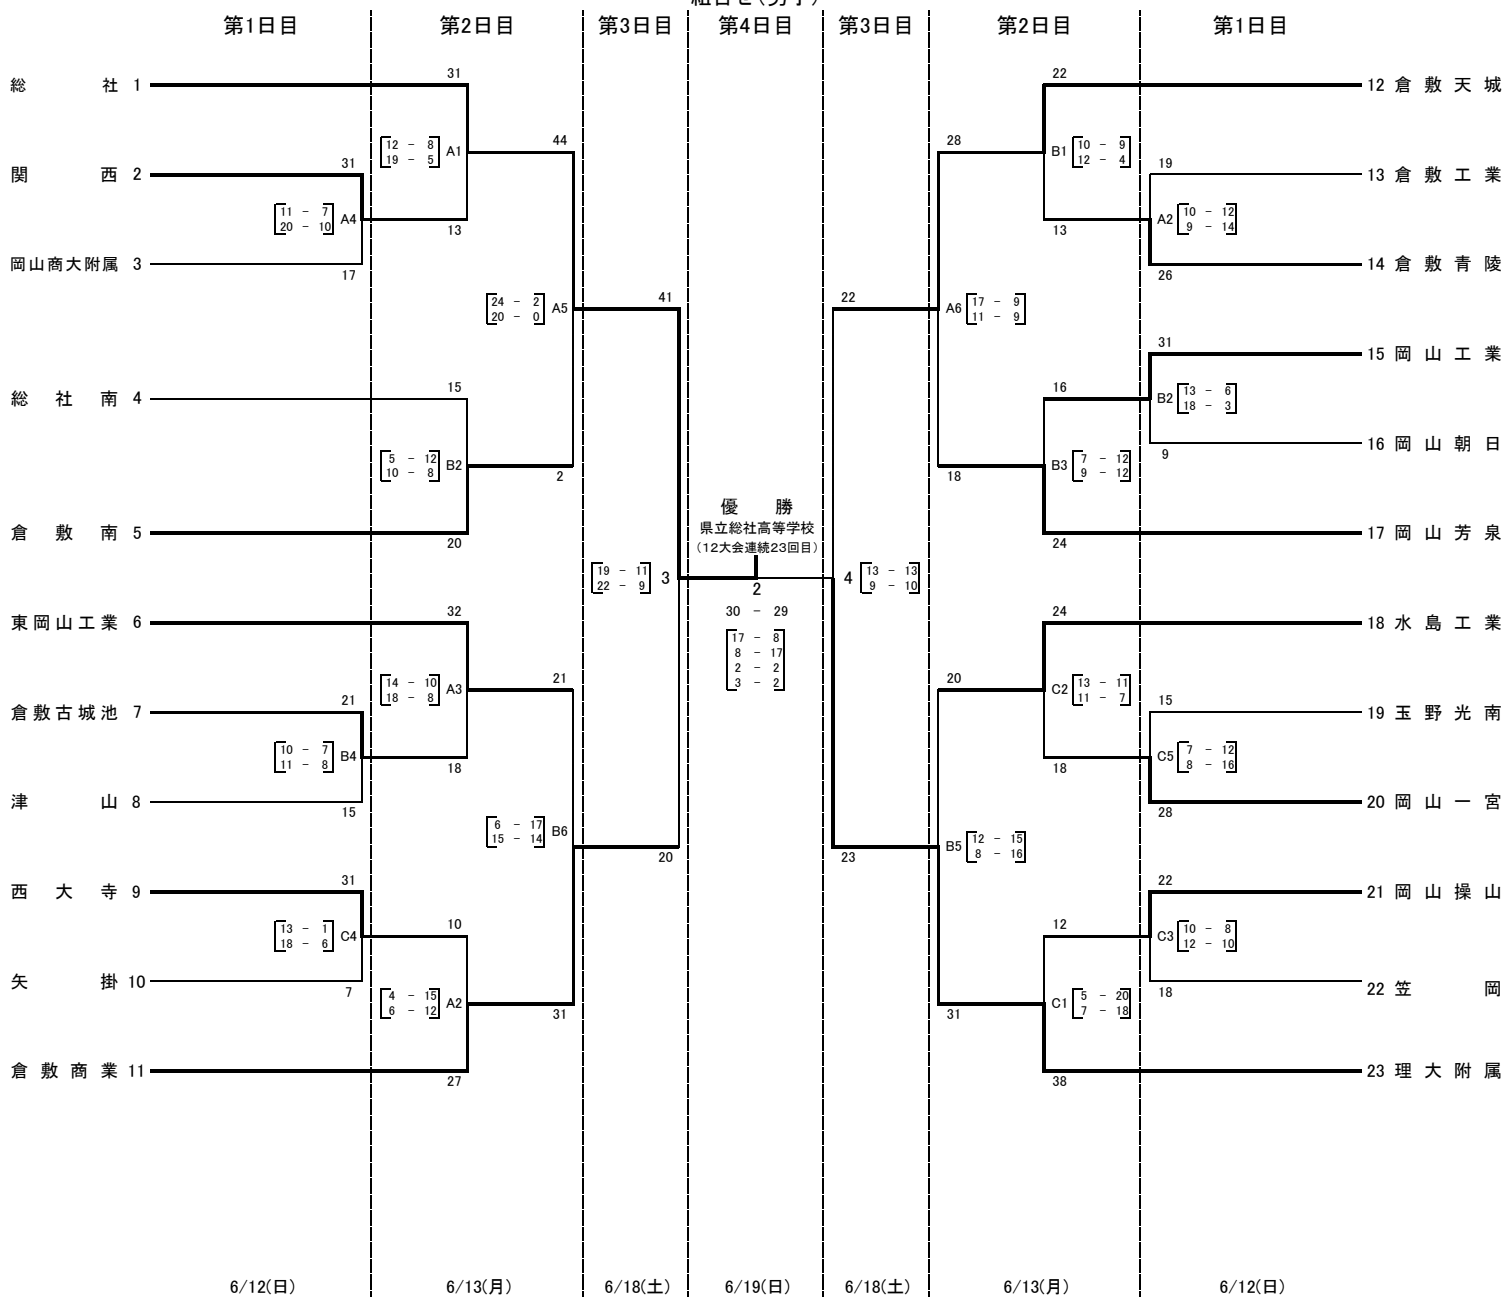 組合せ(男子)
第1日目 第2日目 第3日目 第4日目 第3日目 第2日目 第1日目
31 22
総社 1 12 倉敷天城
12 - 8
19 - 5
A1
44 28
B1
10 - 9
12 - 4
31 19
関西 2 13 倉敷工業
11 - 7
20 - 10
A4
A2
10 - 12
9 - 14
13 13
岡山商大附属 3 14 倉敷青陵
17 26
24 - 2
20 - 0
A5
41 22
A6
17 - 9
11 - 9
31
15 岡山工業
15 16
総社南 4
B2
13 - 6
18 - 3
16 岡山朝日
9
5 - 12
10 - 8
B2
2 18
B3
7 - 12
9 - 12
倉敷南 5 17 岡山芳泉
20 24
優勝
県立総社高等学校
(12大会連続23回目)
19 - 11
22 - 9
3
2
4
13 - 13
9 - 10
30 - 29
17 - 8
8 - 17
2 - 2
3 - 2
32 24
東岡山工業 6 18 水島工業
14 - 10
18 - 8
A3
21 20
C2
13 - 11
11 - 7
21 15
倉敷古城池 7 19 玉野光南
10 - 7
11 - 8
B4
C5
7 - 12
8 - 16
18 18
津山 8 20 岡山一宮
15 28
6 - 17
15 - 14
B6
20 23
B5
12 - 15
8 - 16
31 22
西大寺 9 21 岡山操山
13 - 1
18 - 6
C4
10 12
C3
10 - 8
12 - 10
矢掛 10 22 笠岡
7 18
4 - 15
6 - 12
A2
31 31
C1
5 - 20
7 - 18
倉敷商業 11 23 理大附属
27 38
6/12(日) 6/13(月) 6/18(土) 6/19(日) 6/18(土) 6/13(月) 6/12(日)